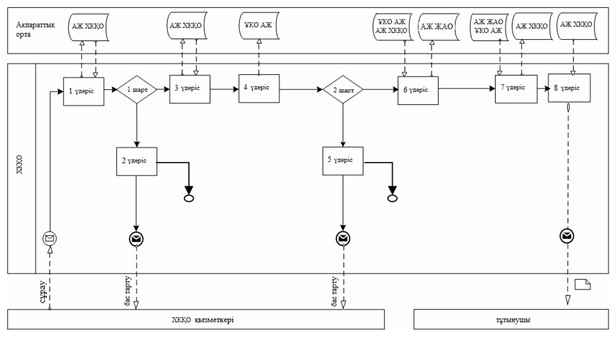 Ақпараттық
орта
АЖ ХҚКО
АЖ ХҚКО
ҰКО АЖ
ҰКО АЖ
АЖ ХҚКО
АЖ ЖАО
АЖ ЖАО
ҰКО АЖ
АЖ ХҚКО
АЖ ХҚКО
ХҚКО
1 үдеріс
1 шарт
3 үдеріс
4 үдеріс
2 шарт
6 үдеріс
7 үдеріс
8 үдеріс
2 үдеріс
5 үдеріс
сұрау
бас тарту
бас тарту
ХҚКО қызметкері
тұтынушы